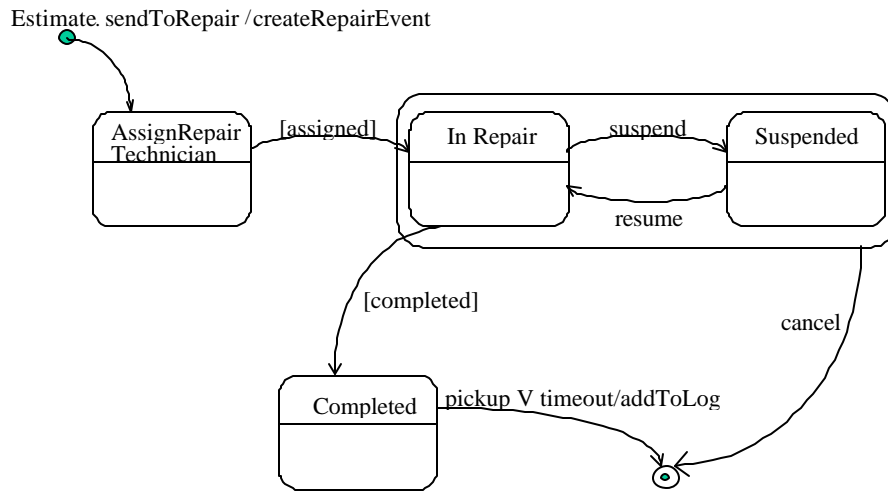 Estimate. sendToRepair /createRepairEvent
AssignRepair
Technician
[assigned]
In Repair
suspend
Suspended
resume
[completed]
cancel
Completed
pickup V timeout/addToLog